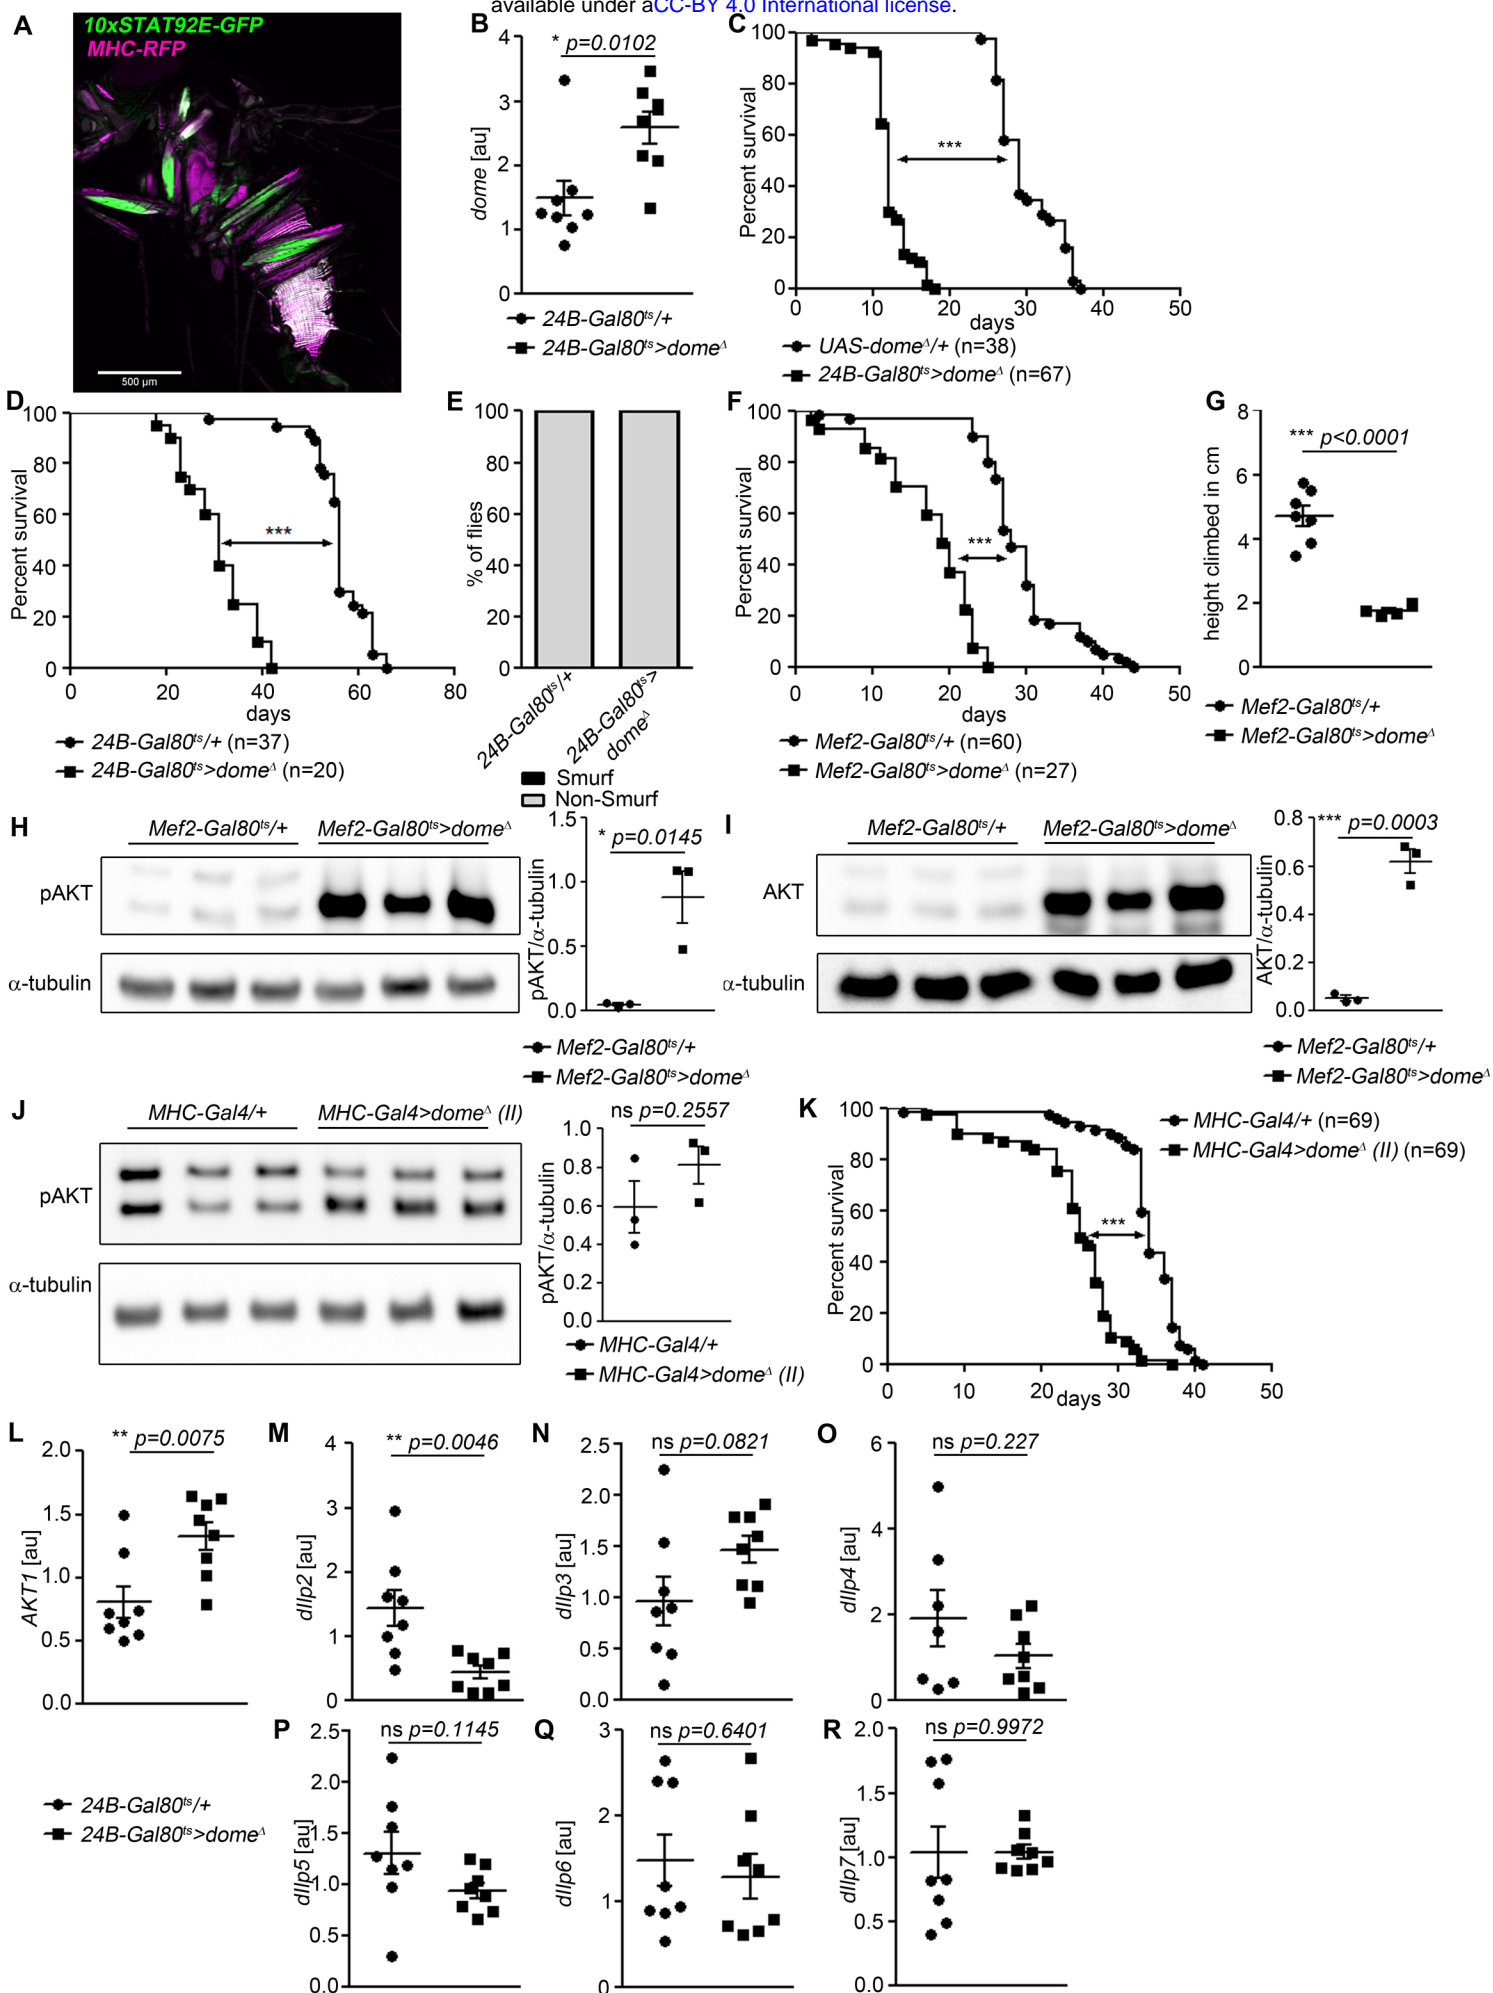 available under aCC-BY 4.0 International license.
A
10xSTAT92E-GFP
MHC-RFP
500 µm
B
* p=0.0102
dome [au]
4
3
2
1
0
24B-Gal80ts/+
24B-Gal80ts>domeΔ
C
Percent survival
100
80
60
40
20
0
***
0 10 20 30 40 50
days
UAS-domeΔ/+ (n=38)
24B-Gal80ts>domeΔ (n=67)
D
Percent survival
100
80
60
40
20
0
***
0 20 40 60 80
days
24B-Gal80ts/+ (n=37)
24B-Gal80ts>domeΔ (n=20)
E
% of flies
100
80
60
40
20
0
24B-Gal80ts/+
24B-Gal80ts>
domeΔ
Smurf
Non-Smurf
F
Percent survival
100
80
60
40
20
0
***
0 10 20 30 40 50
days
Mef2-Gal80ts/+ (n=60)
Mef2-Gal80ts>domeΔ (n=27)
G
height climbed in cm
*** p<0.0001
8
6
4
2
0
Mef2-Gal80ts/+
Mef2-Gal80ts>domeΔ
H
Mef2-Gal80ts/+ Mef2-Gal80ts>domeΔ
pAKT
α-tubulin
pAKT/α-tubulin
* p=0.0145
1.5
1.0
0.5
0.0
Mef2-Gal80ts/+
Mef2-Gal80ts>domeΔ
I
Mef2-Gal80ts/+ Mef2-Gal80ts>domeΔ
AKT
α-tubulin
AKT/α-tubulin
*** p=0.0003
0.8
0.6
0.4
0.2
0.0
Mef2-Gal80ts/+
Mef2-Gal80ts>domeΔ
J
MHC-Gal4/+ MHC-Gal4>domeΔ (II)
pAKT
α-tubulin
pAKT/α-tubulin
ns p=0.2557
1.0
0.8
0.6
0.4
0.2
0.0
MHC-Gal4/+
MHC-Gal4>domeΔ (II)
K
Percent survival
100
80
60
40
20
0
***
0 10 20 30 40 50
days
MHC-Gal4/+ (n=69)
MHC-Gal4>domeΔ (II) (n=69)
L
** p=0.0075
AKT1 [au]
2.0
1.5
1.0
0.5
0.0
M
** p=0.0046
dIlp2 [au]
4
3
2
1
0
N
ns p=0.0821
dIlp3 [au]
2.5
2.0
1.5
1.0
0.5
0.0
O
ns p=0.227
dIlp4 [au]
6
4
2
0
24B-Gal80ts/+
24B-Gal80ts>domeΔ
P
ns p=0.1145
dIlp5 [au]
2.5
2.0
1.5
1.0
0.5
0.0
Q
ns p=0.6401
dIlp6 [au]
3
2
1
0
R
ns p=0.9972
dIlp7 [au]
2.0
1.5
1.0
0.5
0.0